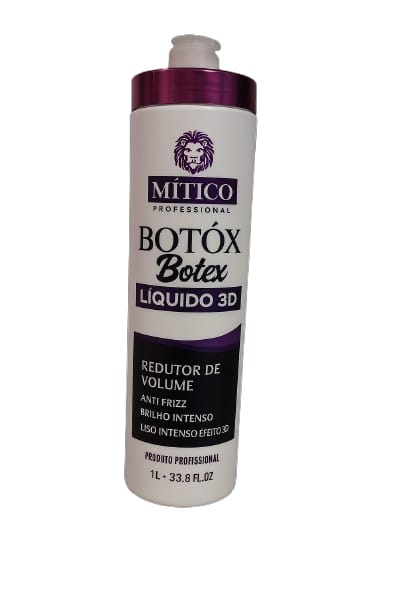 MÍTICO
PROFESSIONAL
BOTÓX
Botex
LÍQUIDO 3D
REDUTOR DE
VOLUME
ANTI FRIZZ
BRILHO INTENSO
LISO INTENSO EFEITO 3D
PRODUTO PROFISSIONAL
1L • 33.8 FL.OZ